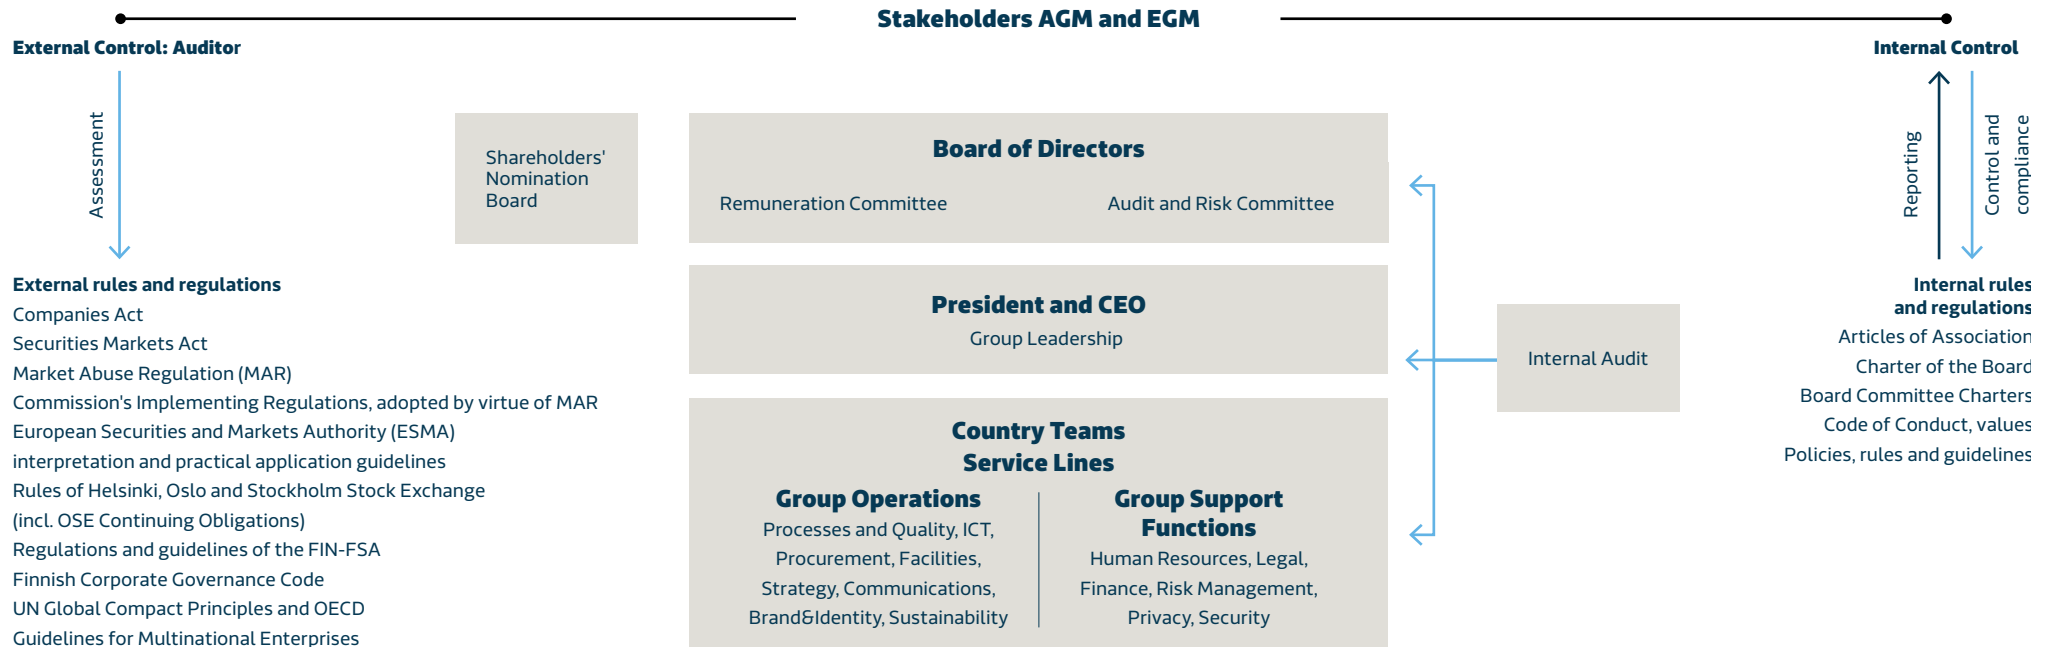 Stakeholders AGM and EGM
External Control: Auditor
Assessment
External rules and regulations
Companies Act
Securities Markets Act
Market Abuse Regulation (MAR)
Commission's Implementing Regulations, adopted by virtue of MAR
European Securities and Markets Authority (ESMA)
interpretation and practical application guidelines
Rules of Helsinki, Oslo and Stockholm Stock Exchange
(incl. OSE Continuing Obligations)
Regulations and guidelines of the FIN-FSA
Finnish Corporate Governance Code
UN Global Compact Principles and OECD
Guidelines for Multinational Enterprises
Shareholders'
Nomination
Board
Board of Directors
Remuneration Committee
Audit and Risk Committee
President and CEO
Group Leadership
Country Teams
Service Lines
Group Operations
Processes and Quality, ICT,
Procurement, Facilities,
Strategy, Communications,
Brand&Identity, Sustainability
Group Support
Functions
Human Resources, Legal,
Finance, Risk Management,
Privacy, Security
Internal Audit
Internal Control
Reporting
Control and
compliance
Internal rules
and regulations
Articles of Association
Charter of the Board
Board Committee Charters
Code of Conduct, values
Policies, rules and guidelines